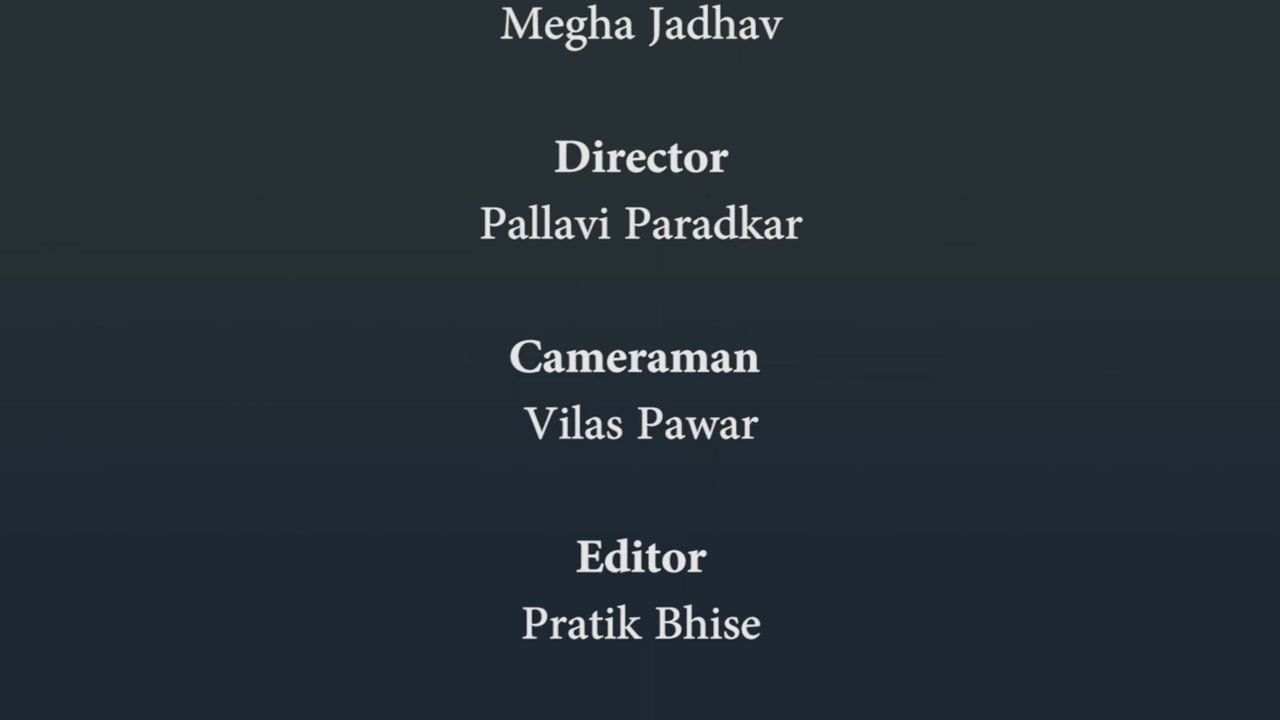 Megha Jadhav
Director
Pallavi Paradkar
Cameraman
Vilas Pawar
Editor
Pratik Bhise